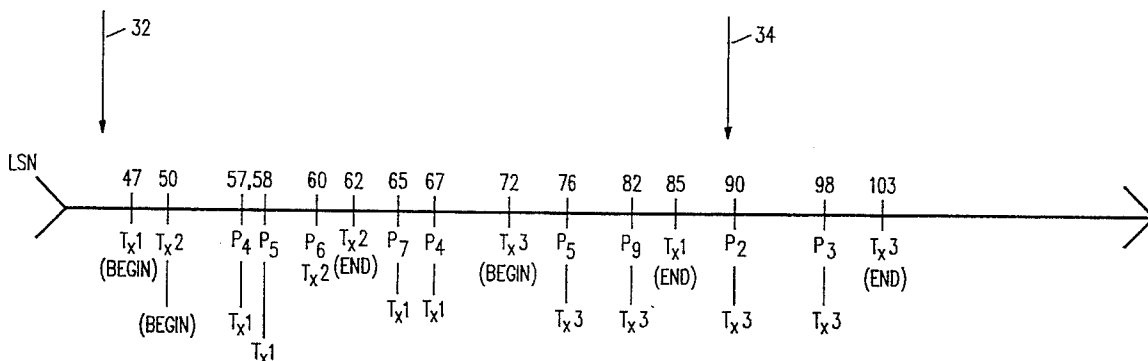 32
34
LSN
47 50 57,58 60 62 65 67 72 76 82 85 90 98 103
Tx1 Tx2 P4 P5 P6 Tx2 P7 P4 Tx3 P5 P9 Tx1 P2 P3 Tx3
(BEGIN) Tx2 (END) (BEGIN) (END) (END)
(BEGIN) Tx1 Tx1 Tx1 Tx3 Tx3 Tx3 Tx3
Tx1